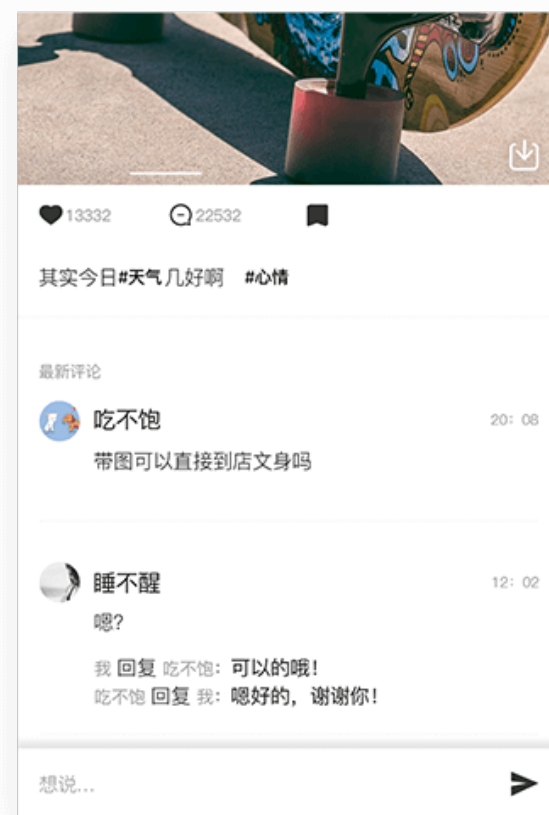 13332 22532
其实今日#天气几好啊 #心情
最新评论
吃不饱 20：08
带图可以直接到店文身吗
睡不醒 12：02
嗯?
我 回复 吃不饱：可以的哦！
吃不饱 回复 我：嗯好的，谢谢你！
想说...